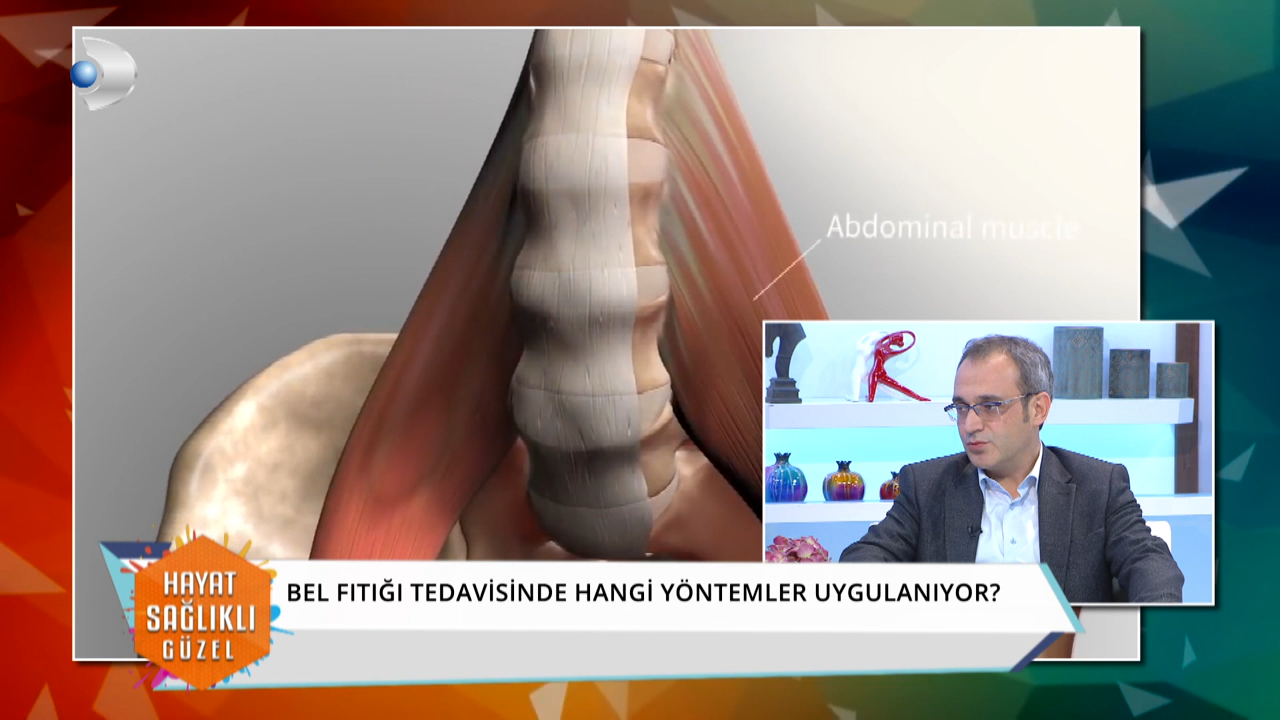 Abdominal muscle
BEL FITIĞI TEDAVİSİNDE HANGİ YÖNTEMLER UYGULANIYOR?
HAYAT
SAĞLIKLI
GÜZEL